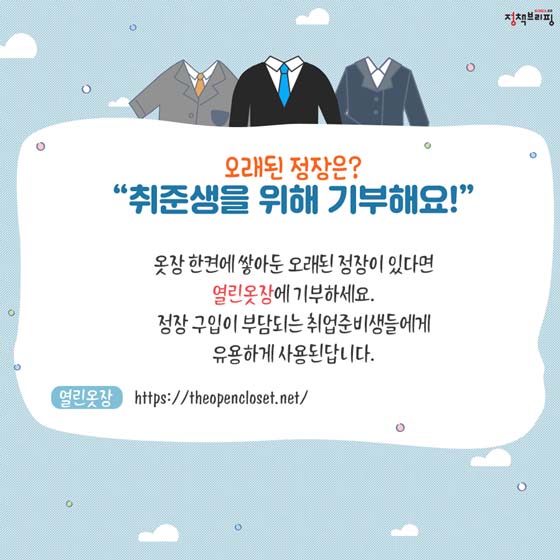 정책브리핑
오래된 정장은?
“취준생을 위해 기부해요!”
옷장 한켠에 쌓아둔 오래된 정장이 있다면
열린옷장에 기부하세요.
정장 구입이 부담되는 취업준비생들에게
유용하게 사용된답니다.
열린옷장 https://theopencloset.net/